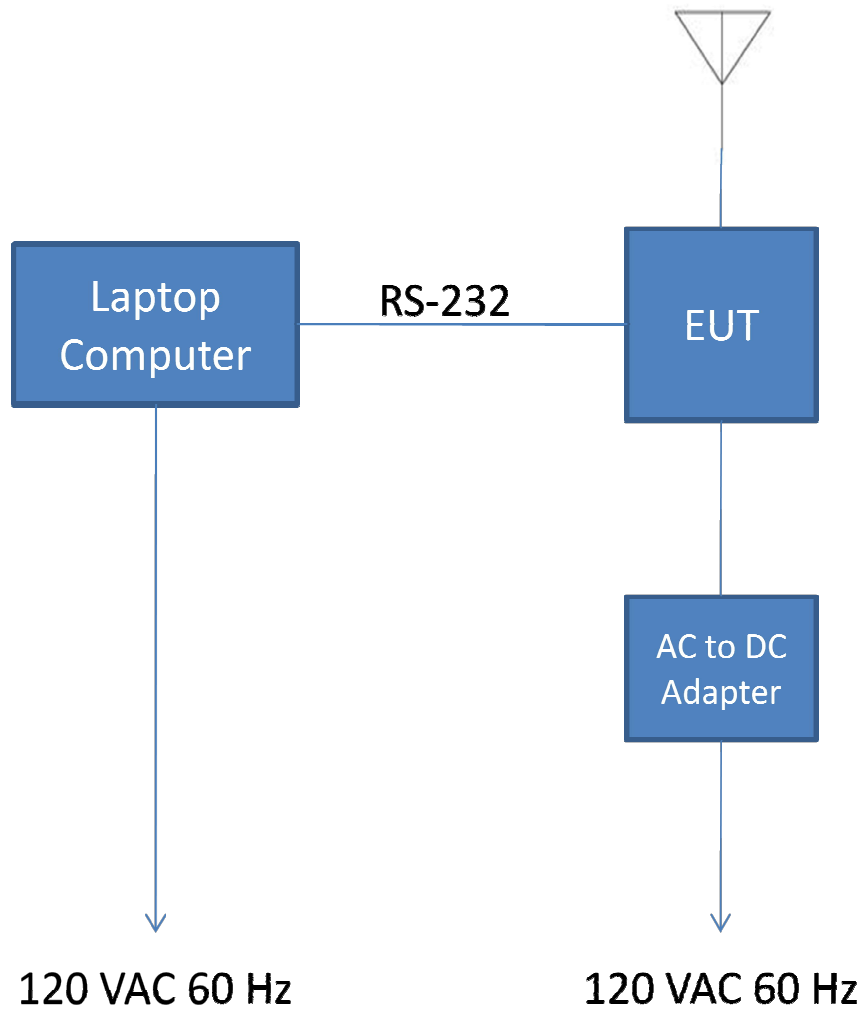 Laptop
Computer
RS-232
EUT
AC to DC
Adapter
120 VAC 60 Hz
120 VAC 60 Hz